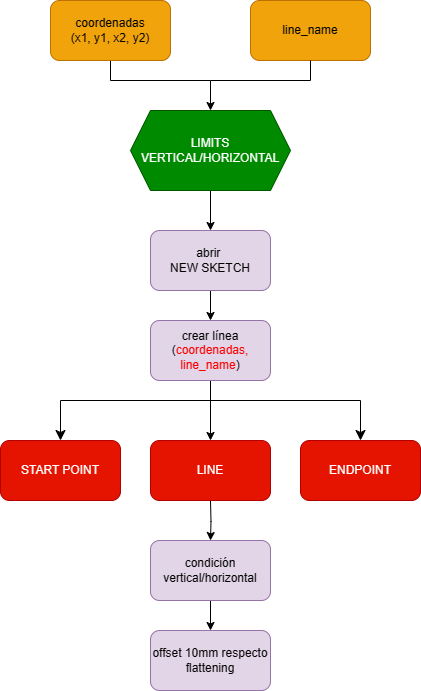 coordenadas
(x1, y1, x2, y2)
line_name
LIMITS
VERTICAL/HORIZONTAL
abrir
NEW SKETCH
crear línea
(coordenadas,
line_name)
START POINT
LINE
ENDPOINT
condición
vertical/horizontal
offset 10mm respecto
flattening